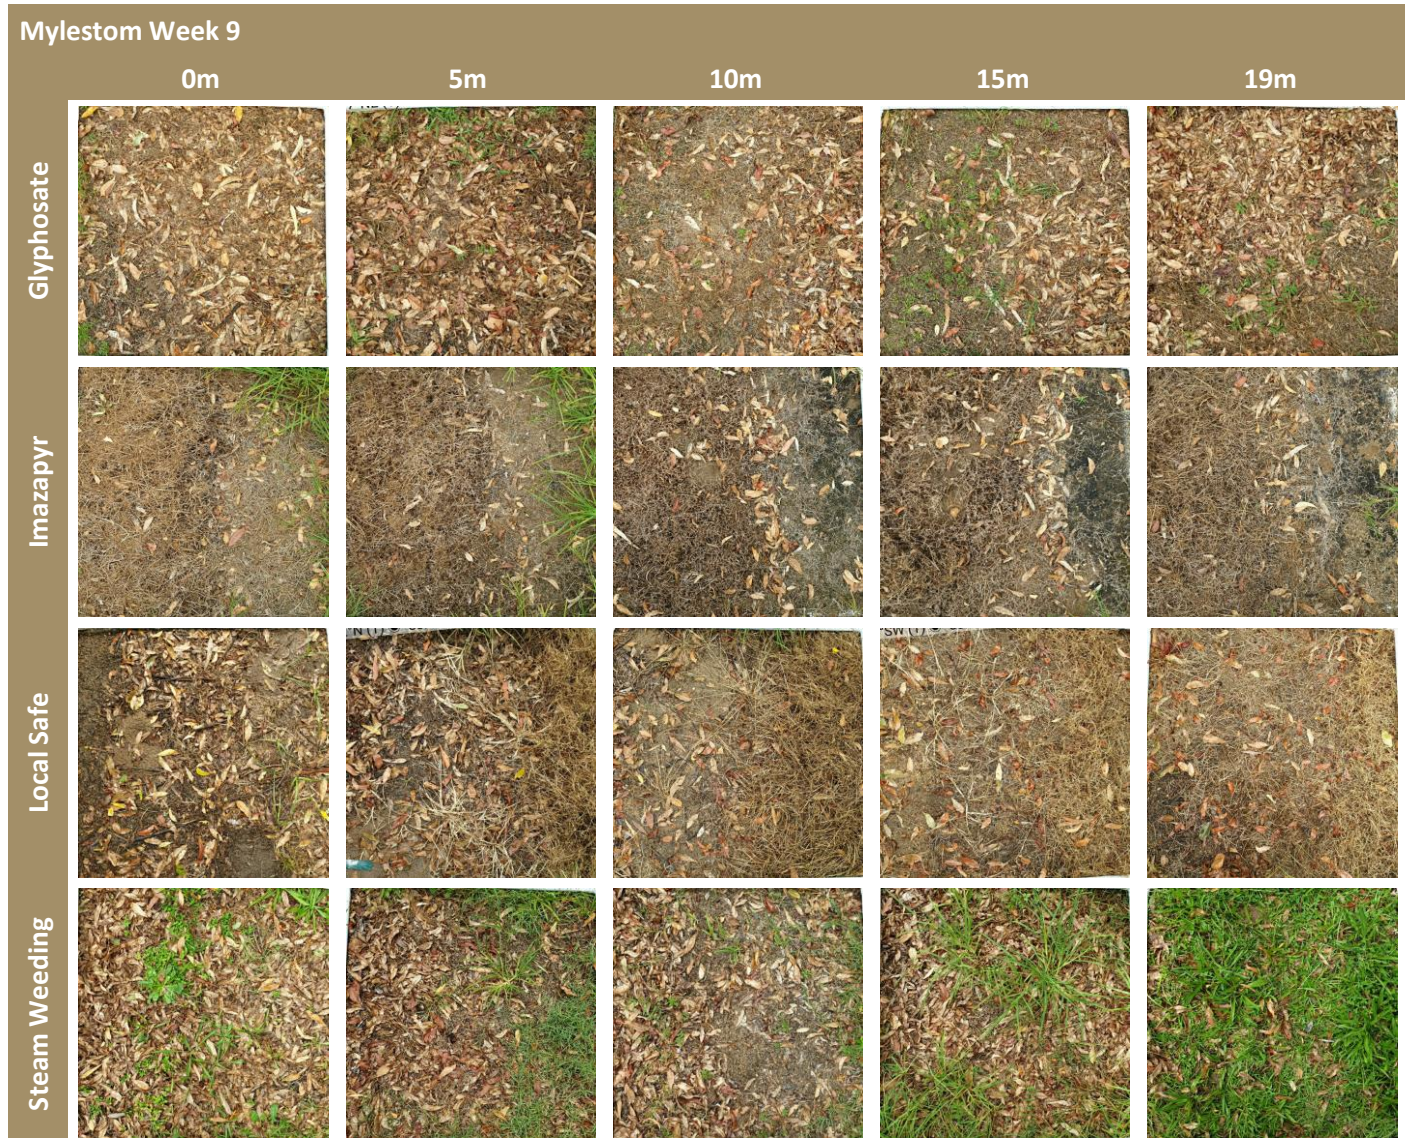 Mylestom Week 9
0m 5m 10m 15m 19m
Glyphosate
Imazapyr
Local Safe
Steam Weeding